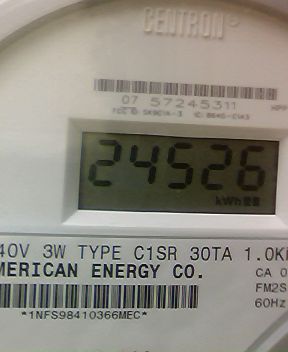 CENTRON®
07 57245311
24526
kWh
40V 3W TYPE C1SR 30TA 1.0K
MERICAN ENERGY CO. CA 0
FM2S
60Hz
*1NFS98410366MEC*